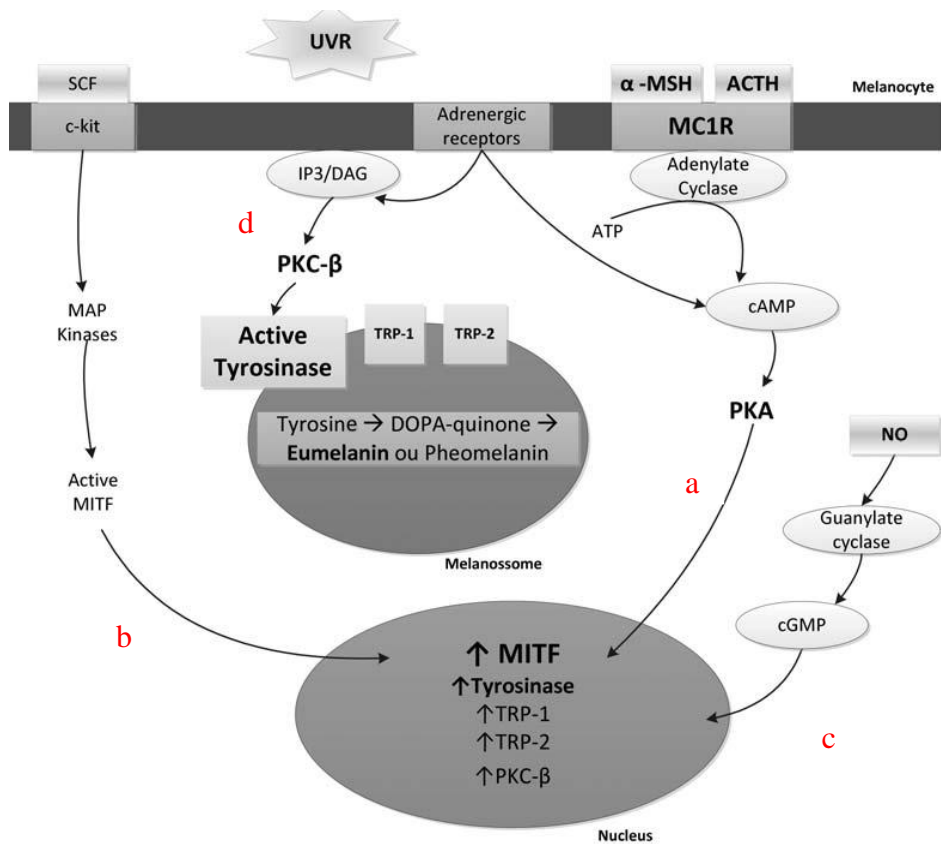 UVR
SCF
α -MSH
ACTH
Melanocyte
c-kit
Adrenergic
receptors
MC1R
IP3/DAG
Adenylate
Cyclase
d
ATP
PKC-β
cAMP
MAP
Kinases
Active
Tyrosinase
TRP-1
TRP-2
PKA
Tyrosine → DOPA-quinone →
Eumelanin ou Pheomelanin
NO
Active
MITF
a
Guanylate
cyclase
Melanossome
cGMP
b
↑ MITF
↑Tyrosinase
↑TRP-1
↑TRP-2
↑PKC-β
c
Nucleus